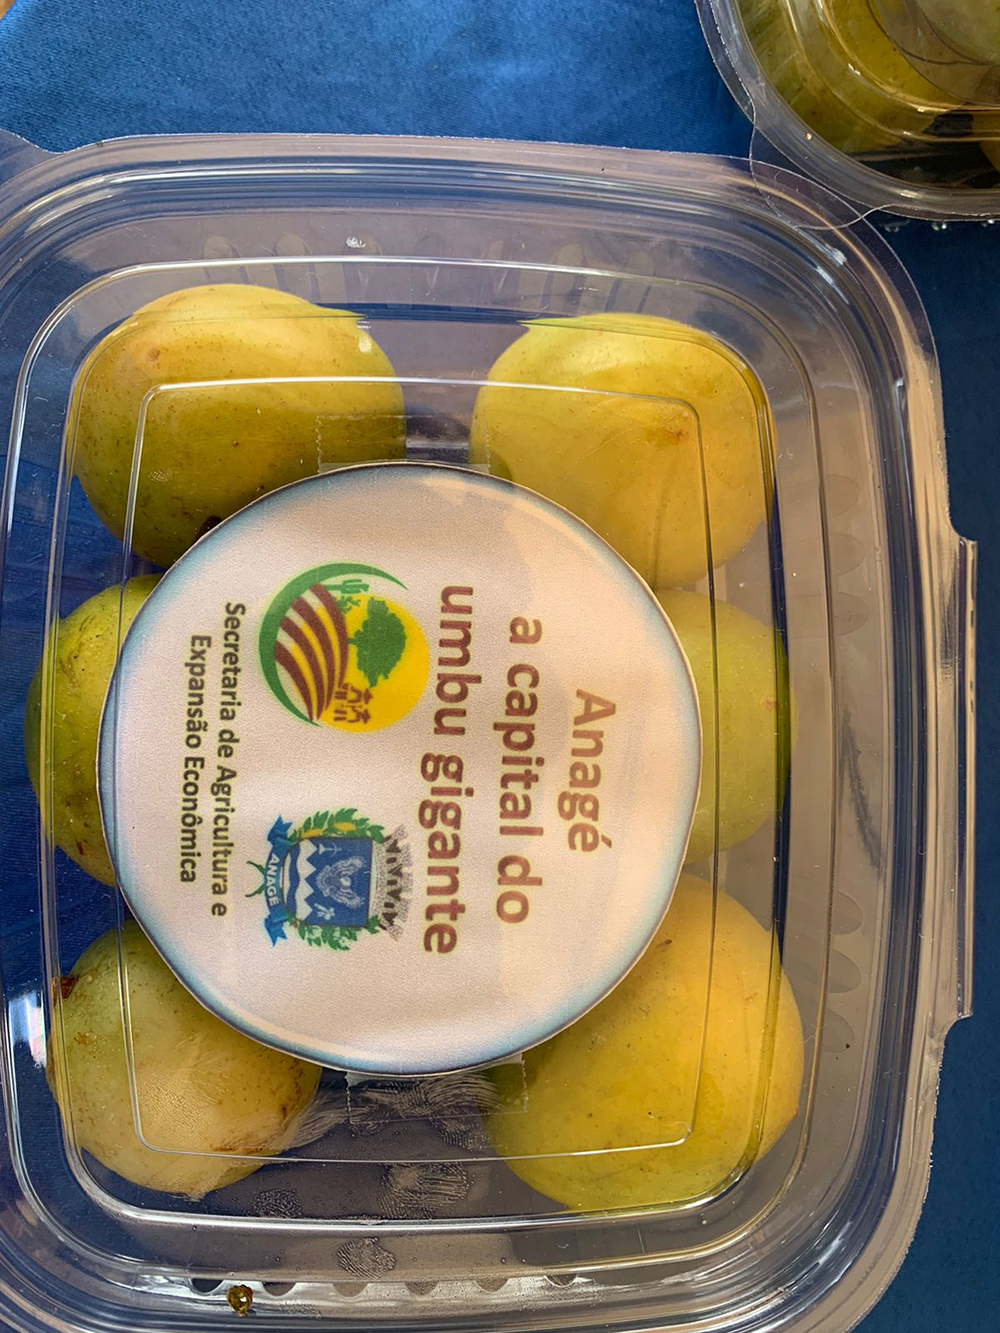 Anagé
a capital do
umbu gigante
ANAGÉ
Secretaria de Agricultura e
Expansão Econômica